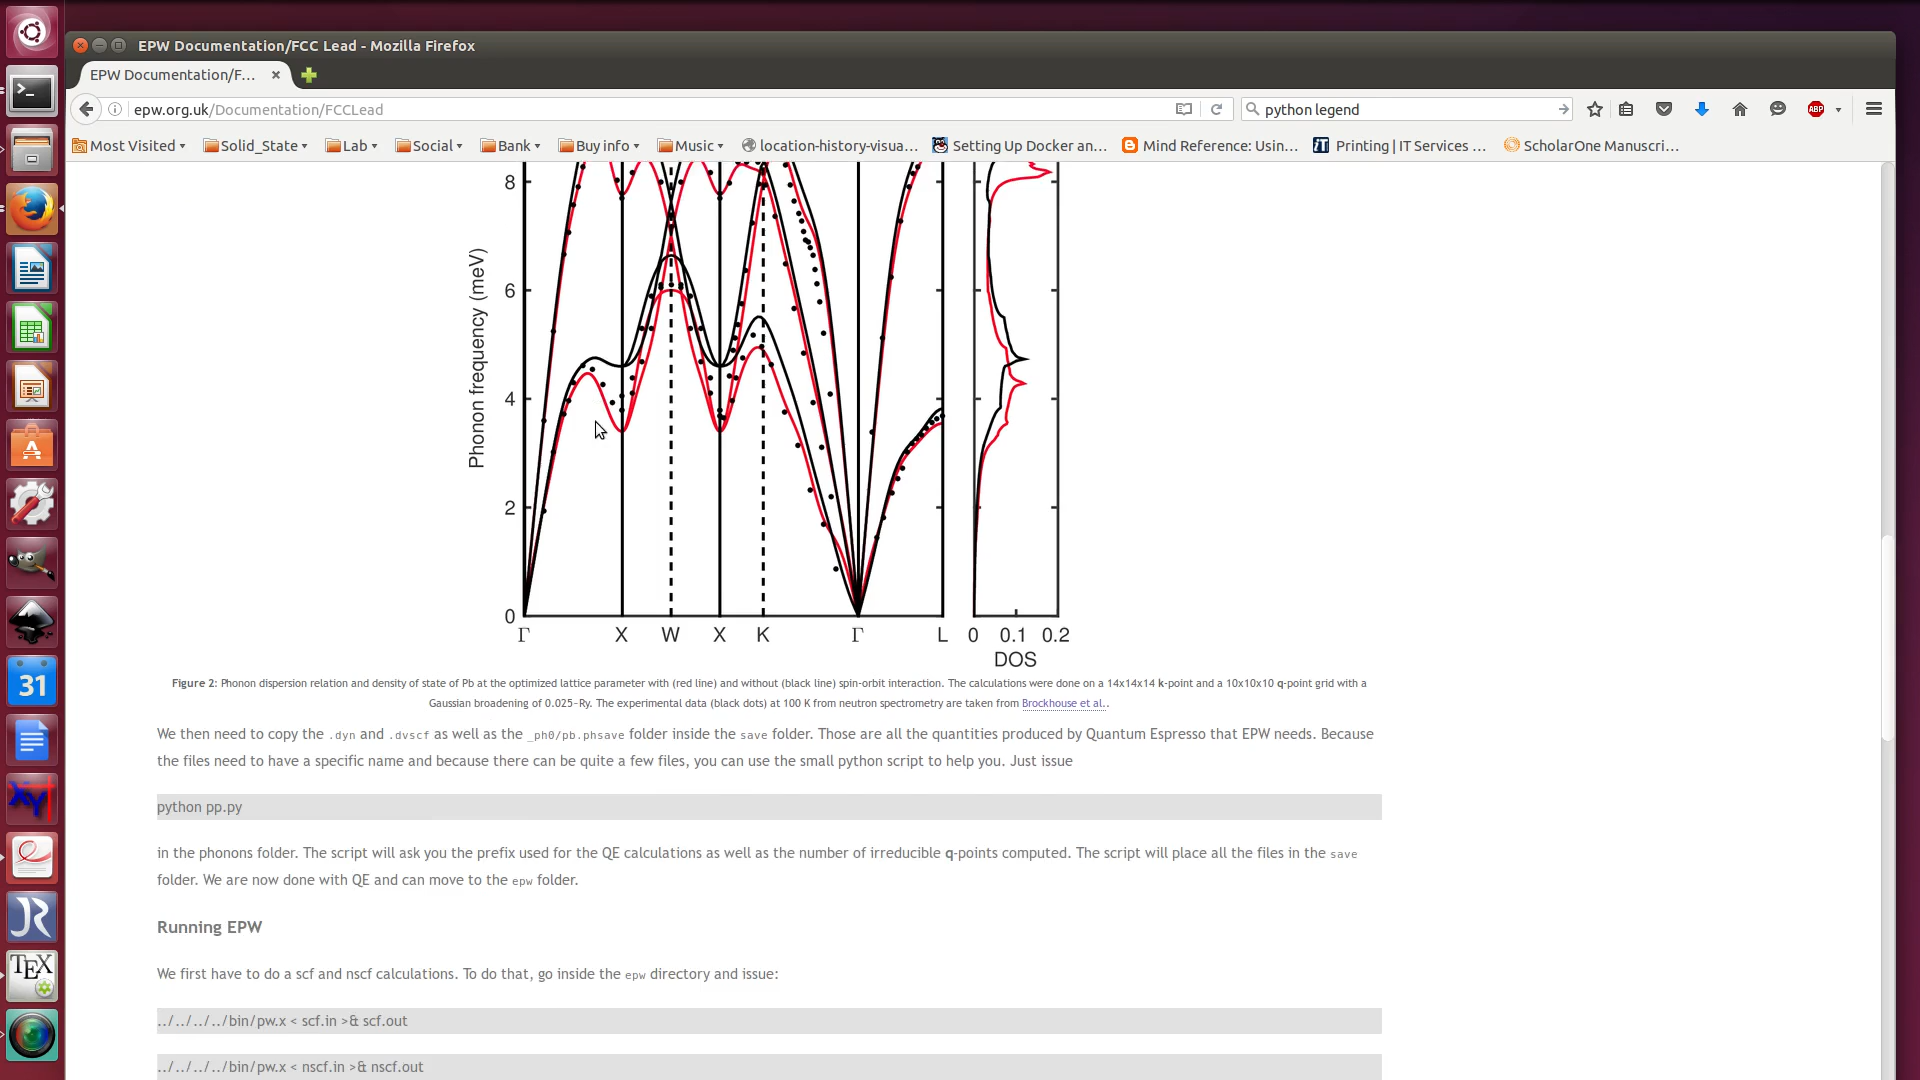 EPW Documentation/FCC Lead - Mozilla Firefox
EPW Documentation/F...
epw.org.uk/Documentation/FCCLead
python legend
ABP
Most Visited
Solid_State
Lab
Social
Bank
Buy info
Music
location-history-visua...
Setting Up Docker an...
Mind Reference: Usin...
Printing | IT Services ...
ScholarOne Manuscri...
8
6
4
2
0
Phonon frequency (meV)
Γ X W X K Γ L 0 0.1 0.2
DOS
Figure 2: Phonon dispersion relation and density of state of Pb at the optimized lattice parameter with (red line) and without (black line) spin-orbit interaction. The calculations were done on a 14x14x14 k-point and a 10x10x10 q-point grid with a
Gaussian broadening of 0.025-Ry. The experimental data (black dots) at 100 K from neutron spectrometry are taken from Brockhouse et al..
We then need to copy the .dyn and .dvscf as well as the _ph0/pb.phsave folder inside the save folder. Those are all the quantities produced by Quantum Espresso that EPW needs. Because
the files need to have a specific name and because there can be quite a few files, you can use the small python script to help you. Just issue
python pp.py
in the phonons folder. The script will ask you the prefix used for the QE calculations as well as the number of irreducible q-points computed. The script will place all the files in the save
folder. We are now done with QE and can move to the epw folder.
Running EPW
We first have to do a scf and nscf calculations. To do that, go inside the epw directory and issue:
../../../../bin/pw.x < scf.in >& scf.out
../../../../bin/pw.x < nscf.in >& nscf.out
31
JR
TEX